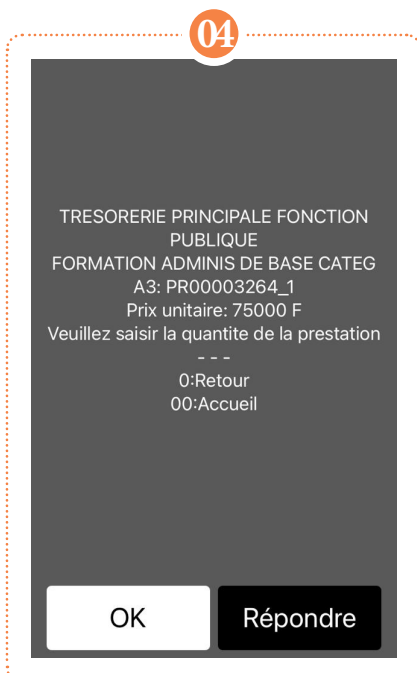 04
TRESORERIE PRINCIPALE FONCTION
PUBLIQUE
FORMATION ADMINIS DE BASE CATEG
A3: PR00003264_1
Prix unitaire: 75000 F
Veuillez saisir la quantite de la prestation
- - -
0:Retour
00:Accueil
OK
Répondre